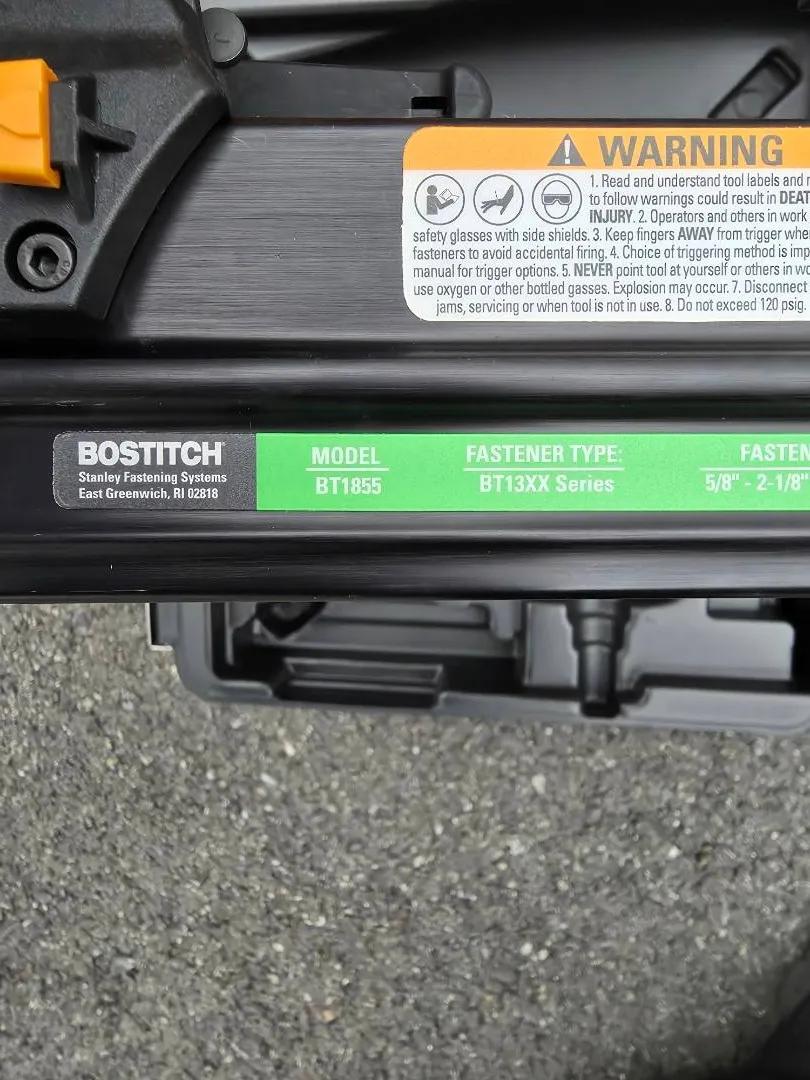 WARNING
1. Read and understand tool labels and
to follow warnings could result in DEAT
INJURY. 2. Operators and others in work
safety glasses with side shields. 3. Keep fingers AWAY from trigger whe
fasteners to avoid accidental firing. 4. Choice of triggering method is imp
manual for trigger options. 5. NEVER point tool at yourself or others in wo
use oxygen or other bottled gasses. Explosion may occur. 7. Disconnect
jams, servicing or when tool is not in use. 8. Do not exceed 120 psig.
BOSTITCH
Stanley Fastening Systems
East Greenwich, RI 02818
MODEL
BT1855
FASTENER TYPE:
BT13XX Series
FASTEN
5/8" - 2-1/8"